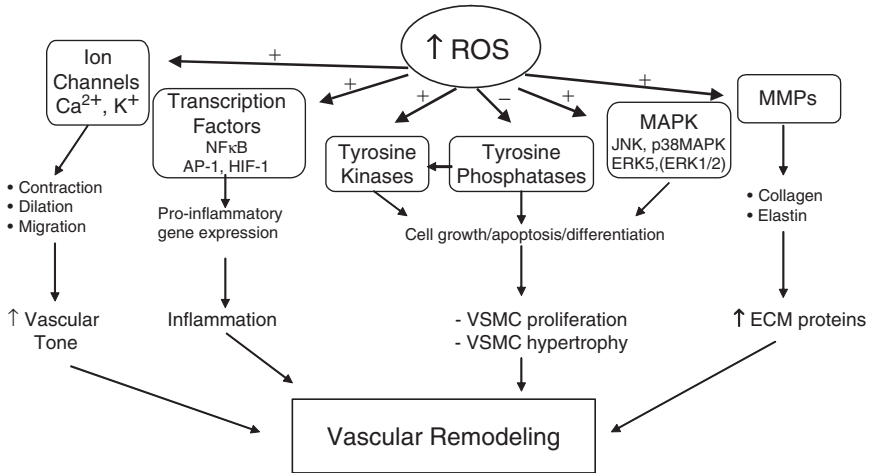 ↑ ROS
+
+
+
–
+
+
Ion
Channels
Ca²⁺, K⁺
Transcription
Factors
NFκB
AP-1, HIF-1
Tyrosine
Kinases
Tyrosine
Phosphatases
MAPK
JNK, p38MAPK
ERK5,(ERK1/2)
MMPs
• Contraction
• Dilation
• Migration
Pro-inflammatory
gene expression
Cell growth/apoptosis/differentiation
• Collagen
• Elastin
↑ Vascular
Tone
Inflammation
- VSMC proliferation
- VSMC hypertrophy
↑ ECM proteins
Vascular Remodeling